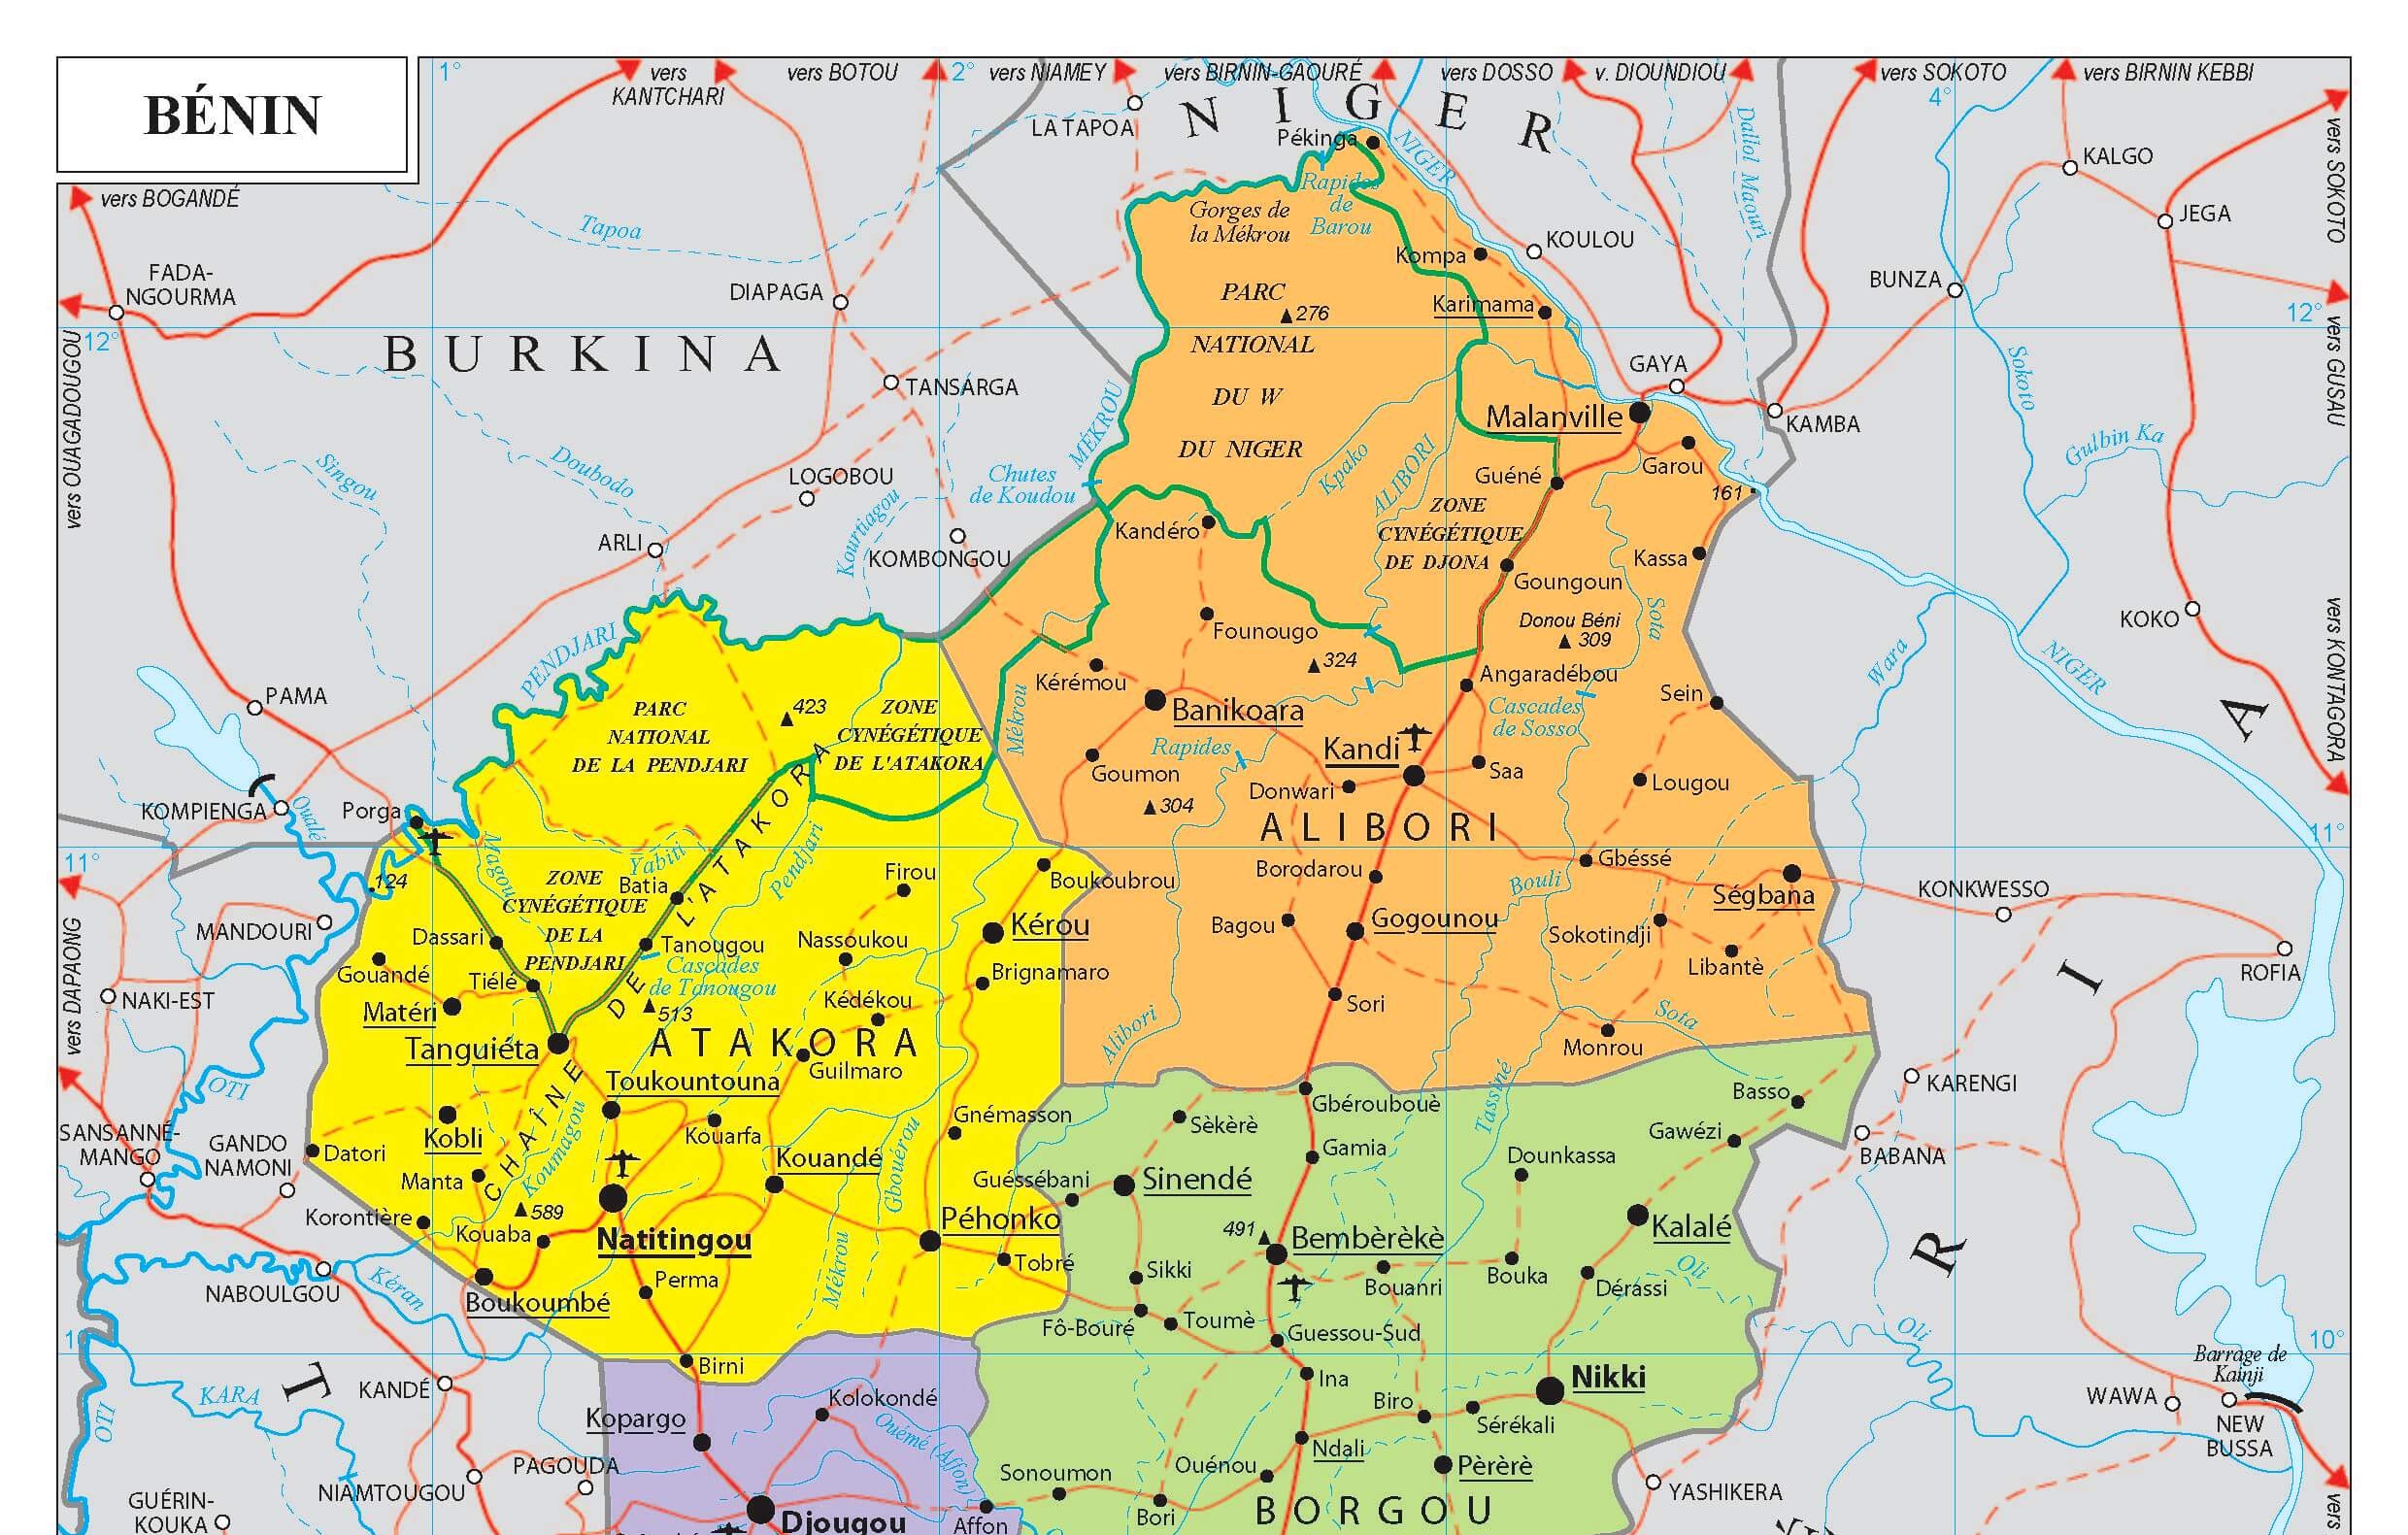 BÉNIN
1°
2°
4°
vers
KANTCHARI
vers BOTOU
vers NIAMEY
vers BIRNIN-GAOURÉ
vers DOSSO
v. DIOUNDIOU
vers SOKOTO
vers BIRNIN KEBBI
vers SOKOTO
vers BOGANDÉ
NIGER
LA TAPOA
Pékinga
NIGER
Dallol Maouri
KALGO
JEGA
Tapoa
Rapides
de
Barou
Gorges de
la Mékrou
Kompa
KOULOU
FADA-
NGOURMA
DIAPAGA
BUNZA
PARC
276
NATIONAL
DU W
DU NIGER
Karimama
12°
12°
vers OUAGADOUGOU
vers GUSAU
BURKINA
TANSARGA
GAYA
Sokoto
Malanville
KAMBA
MÉKROU
Garou
Gulbin Ka
Doubodo
Singou
LOGOBOU
Chutes
de Koudou
Kpako
ALIBORI
Guéné
161
Kourtiagou
ZONE
CYNÉGÉTIQUE
DE DJONA
Kandéro
ARLI
KOMBONGOU
Kassa
Goungoun
Sota
Donou Béni
309
KOKO
vers KONTAGORA
Founougo
324
PENDJARI
NIGER
Wara
Kérémou
Angaradébou
Sein
PAMA
Banikoara
Cascades
de Sosso
Mékrou
A
PARC
NATIONAL
DE LA PENDJARI
423
ZONE
CYNÉGÉTIQUE
DE L'ATAKORA
Rapides
Kandi
Goumon
Saa
Lougou
Donwari
304
KOMPIENGA
Oualé
Porga
ALIBORI
11°
11°
Magou
Yabiti
Pendjari
124
ZONE
CYNÉGÉTIQUE
DE LA
PENDJARI
Batia
CHAÎNE DE L'ATAKORA
Firou
Boukoubrou
Borodarou
Gbéssé
Bouli
Ségbana
KONKWESSO
MANDOURI
Dassari
Tanougou
Cascades
de Tanougou
Nassoukou
Kérou
Bagou
Gogounou
Sokotindji
Libantè
ROFIA
vers DAPAONG
Gouandé
Tiélé
Brignamaro
NAKI-EST
Matéri
513
Kédékou
Sori
I
Sota
Alibori
Tanguiéta
ATAKORA
Guilmaro
Monrou
OTI
Toukountouna
KARENGI
Basso
Gbéroubouè
Tassiné
SANSANNÉ-
MANGO
GANDO
NAMONI
Kobli
Koumagou
Kouarfa
Gnémasson
Sèkèrè
Gawézi
Datori
Gbouérou
Gamia
BABANA
Manta
Kouandé
Guéssébani
Sinendé
Dounkassa
589
Korontière
Kouaba
Natitingou
Péhonko
491
Bembèrèkè
Kalalé
R
Tobré
Sikki
Bouanri
Bouka
Dérassi
Oli
Perma
Mékrou
NABOULGOU
Kéran
Boukoumbé
Fô-Bouré
Toumè
Guessou-Sud
Oli
10°
Birni
Barrage de
Kainji
T
KARA
KANDÉ
Ina
Nikki
OTI
Kolokondé
Biro
WAWA
Kopargo
Ouémé (Affon)
Sérékali
NEW
BUSSA
PAGOUDA
Ndali
Ouénou
Pèrèrè
Sonoumon
NIAMTOUGOU
YASHIKERA
GUÉRIN-
KOUKA
Bori
BORGOU
Djougou
Affon
vers